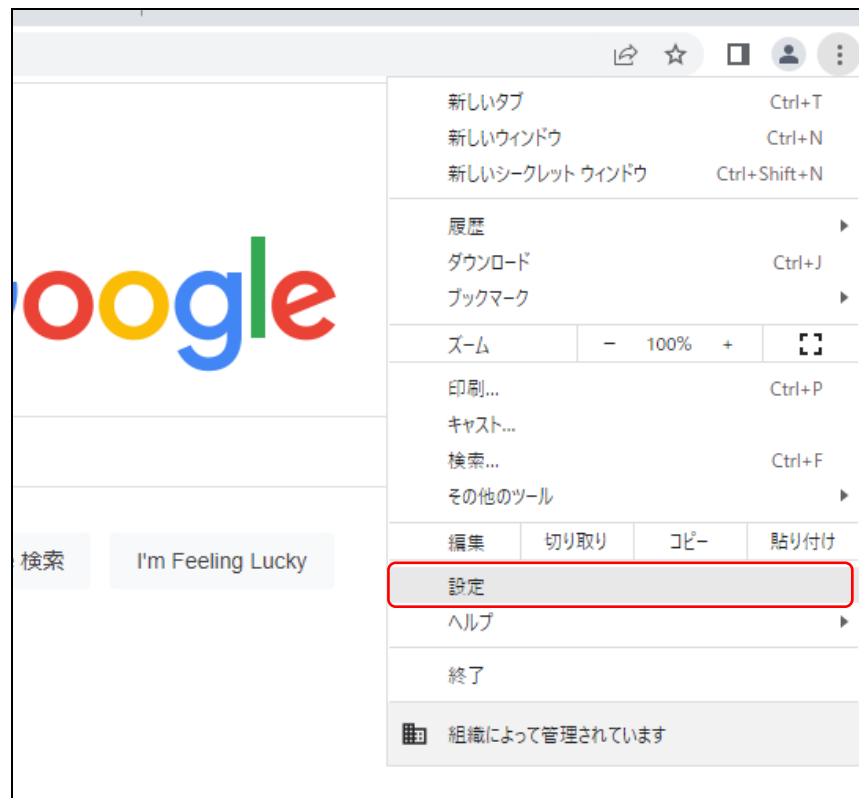 新しいタブ Ctrl+T
新しいウィンドウ Ctrl+N
新しいシークレット ウィンドウ Ctrl+Shift+N
履歴
ダウンロード Ctrl+J
ブックマーク
ズーム − 100% +
印刷... Ctrl+P
キャスト...
検索... Ctrl+F
その他のツール
編集 切り取り コピー 貼り付け
設定
ヘルプ
終了
組織によって管理されています
oogle
検索 I'm Feeling Lucky